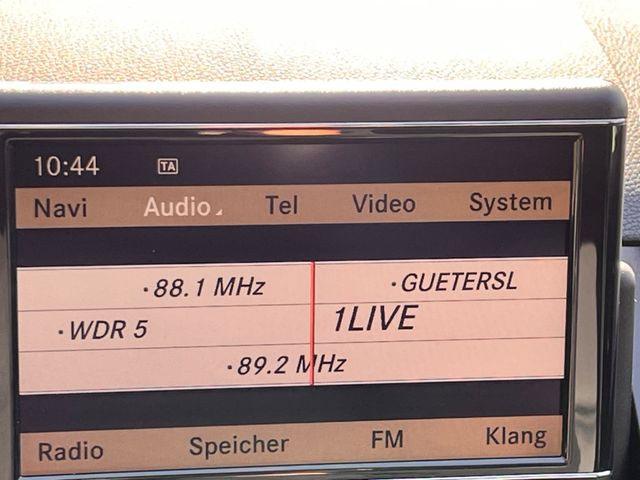 10:44 TA
Navi Audio Tel Video System
·88.1 MHz ·GUETERSL
·WDR 5 1LIVE
·89.2 MHz
Radio Speicher FM Klang